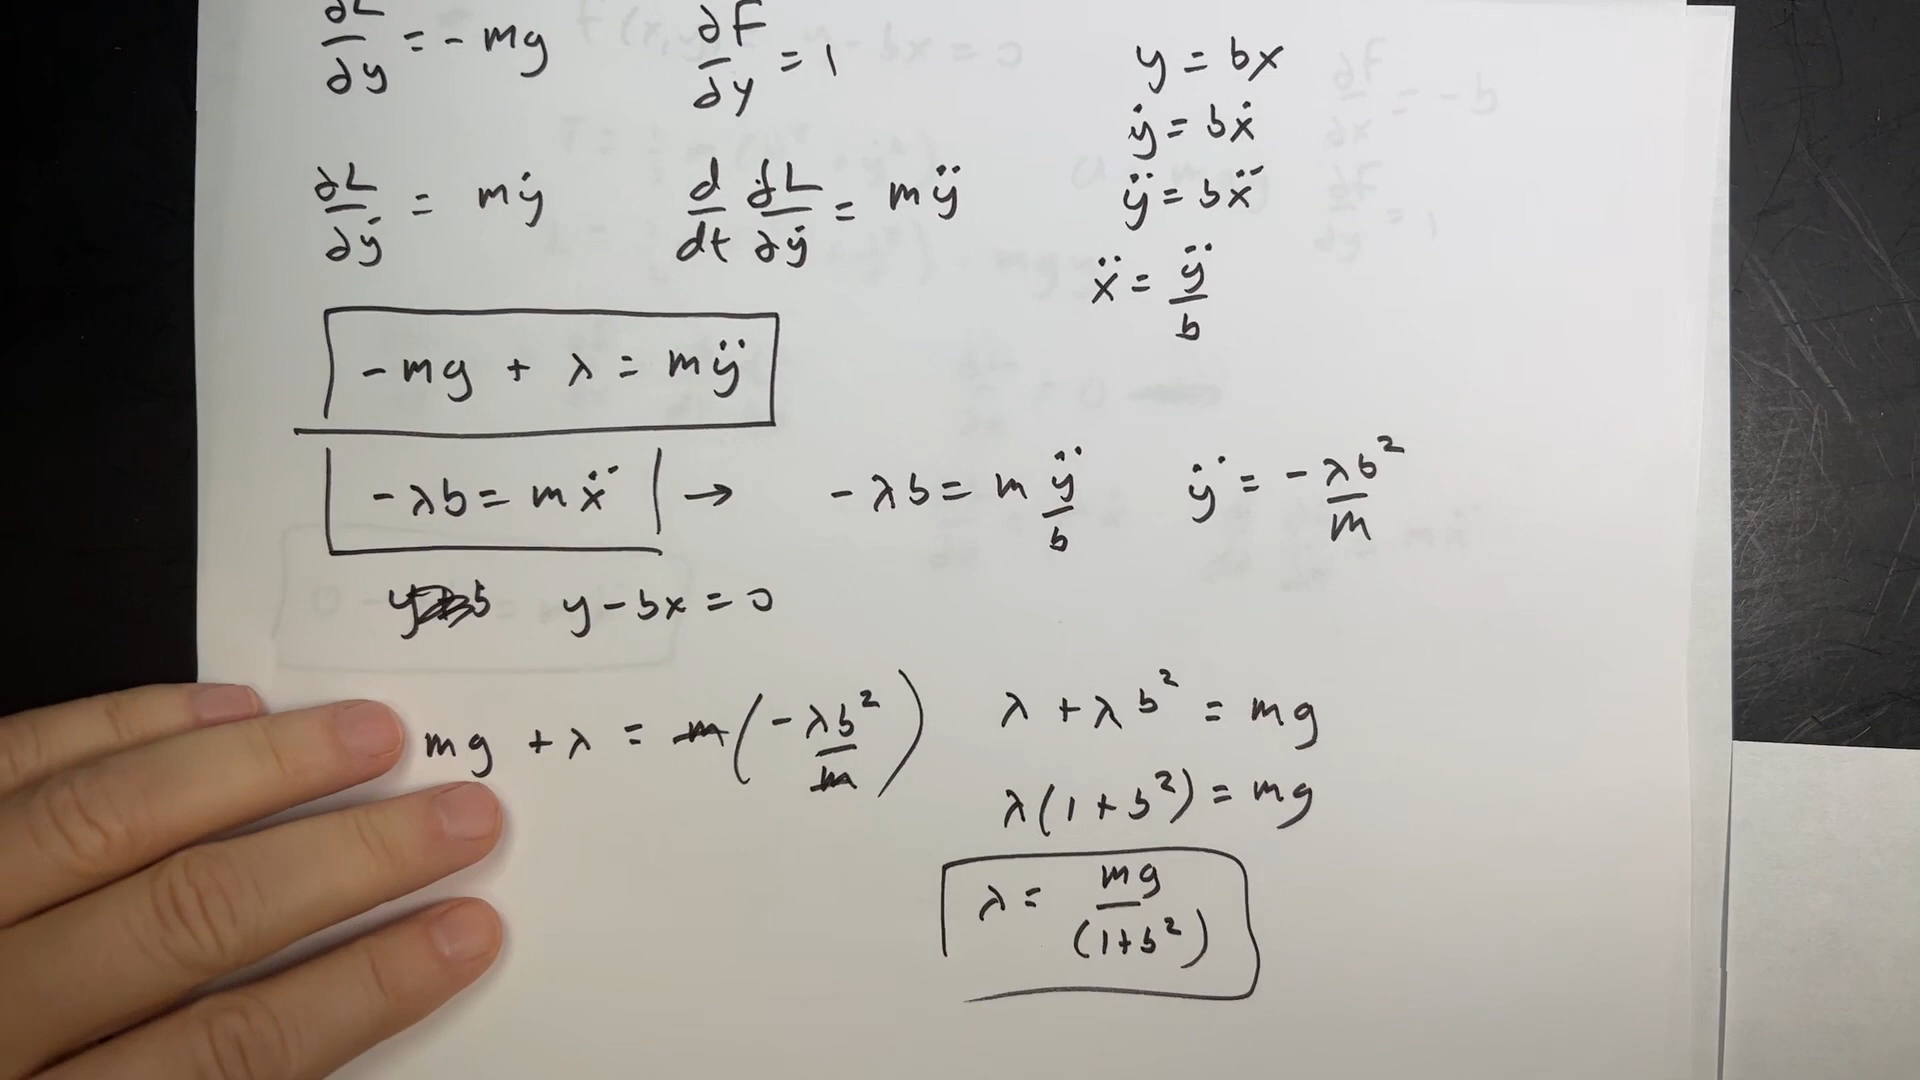 ∂L/∂y = - mg    ∂F/∂y = 1    y = bx
ẏ = bẋ
∂L/∂ẏ = mẏ    d/dt ∂L/∂ẏ = mÿ    ÿ = bẍ
ẍ = ÿ/b
- mg + λ = mÿ
- λb = mẍ → - λb = m ÿ/b    ÿ = - λb²/m
y - bx = 0
mg + λ = m(- λb²/m)    λ + λb² = mg
λ(1 + b²) = mg
λ = mg/(1+b²)